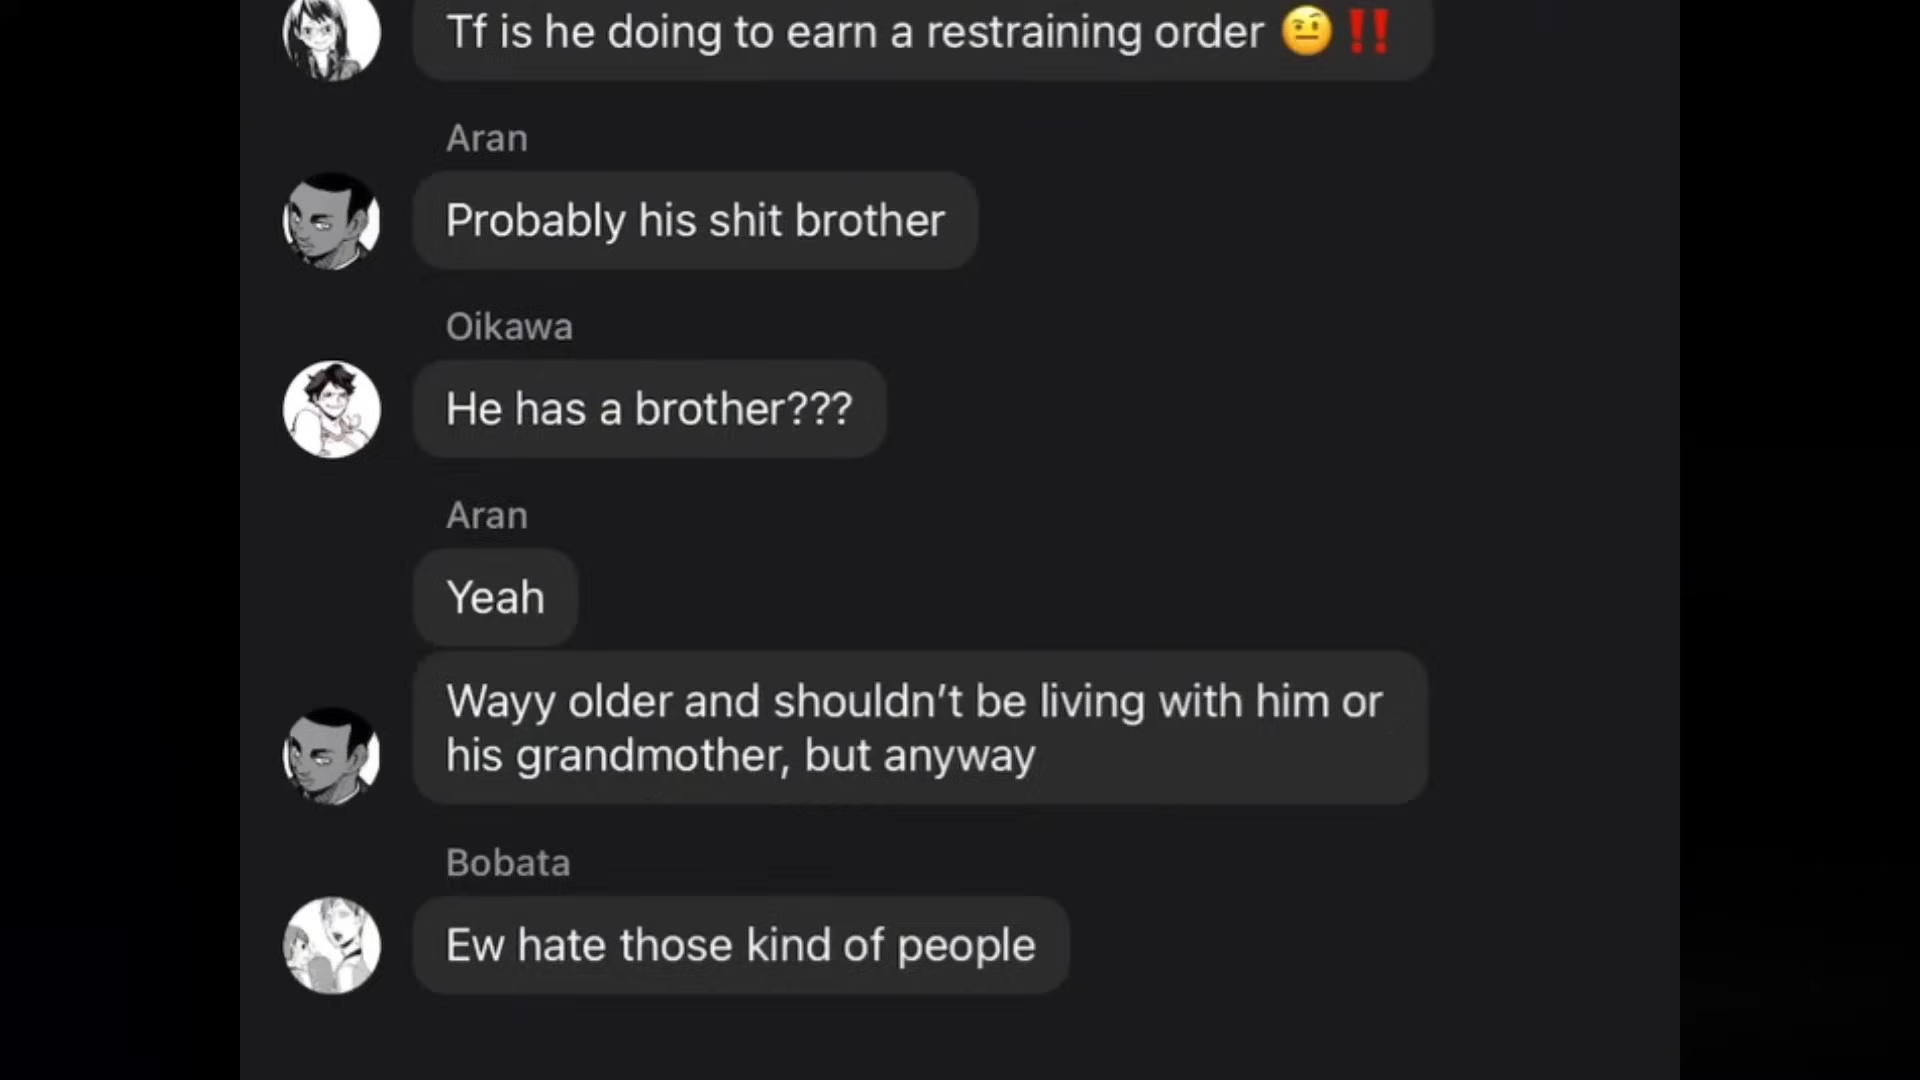 Tf is he doing to earn a restraining order 🤨‼️
Aran
Probably his shit brother
Oikawa
He has a brother???
Aran
Yeah
Wayy older and shouldn’t be living with him or
his grandmother, but anyway
Bobata
Ew hate those kind of people